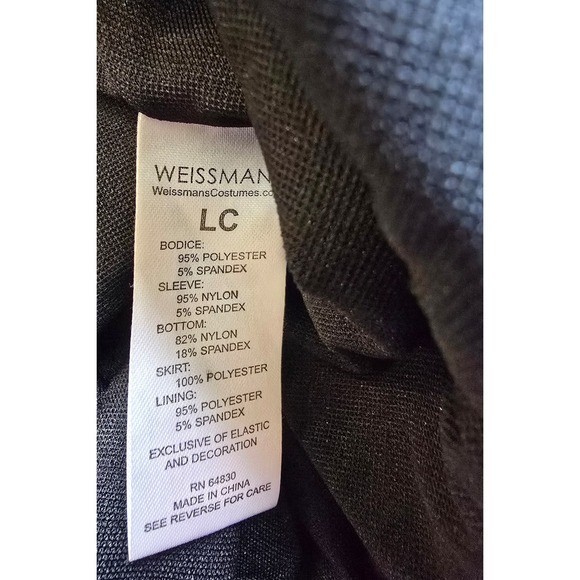 WEISSMAN
WeissmansCostumes.co
LC
BODICE:
95% POLYESTER
5% SPANDEX
SLEEVE:
95% NYLON
5% SPANDEX
BOTTOM:
82% NYLON
18% SPANDEX
SKIRT:
100% POLYESTER
LINING:
95% POLYESTER
5% SPANDEX
EXCLUSIVE OF ELASTIC
AND DECORATION
RN 64830
MADE IN CHINA
SEE REVERSE FOR CARE